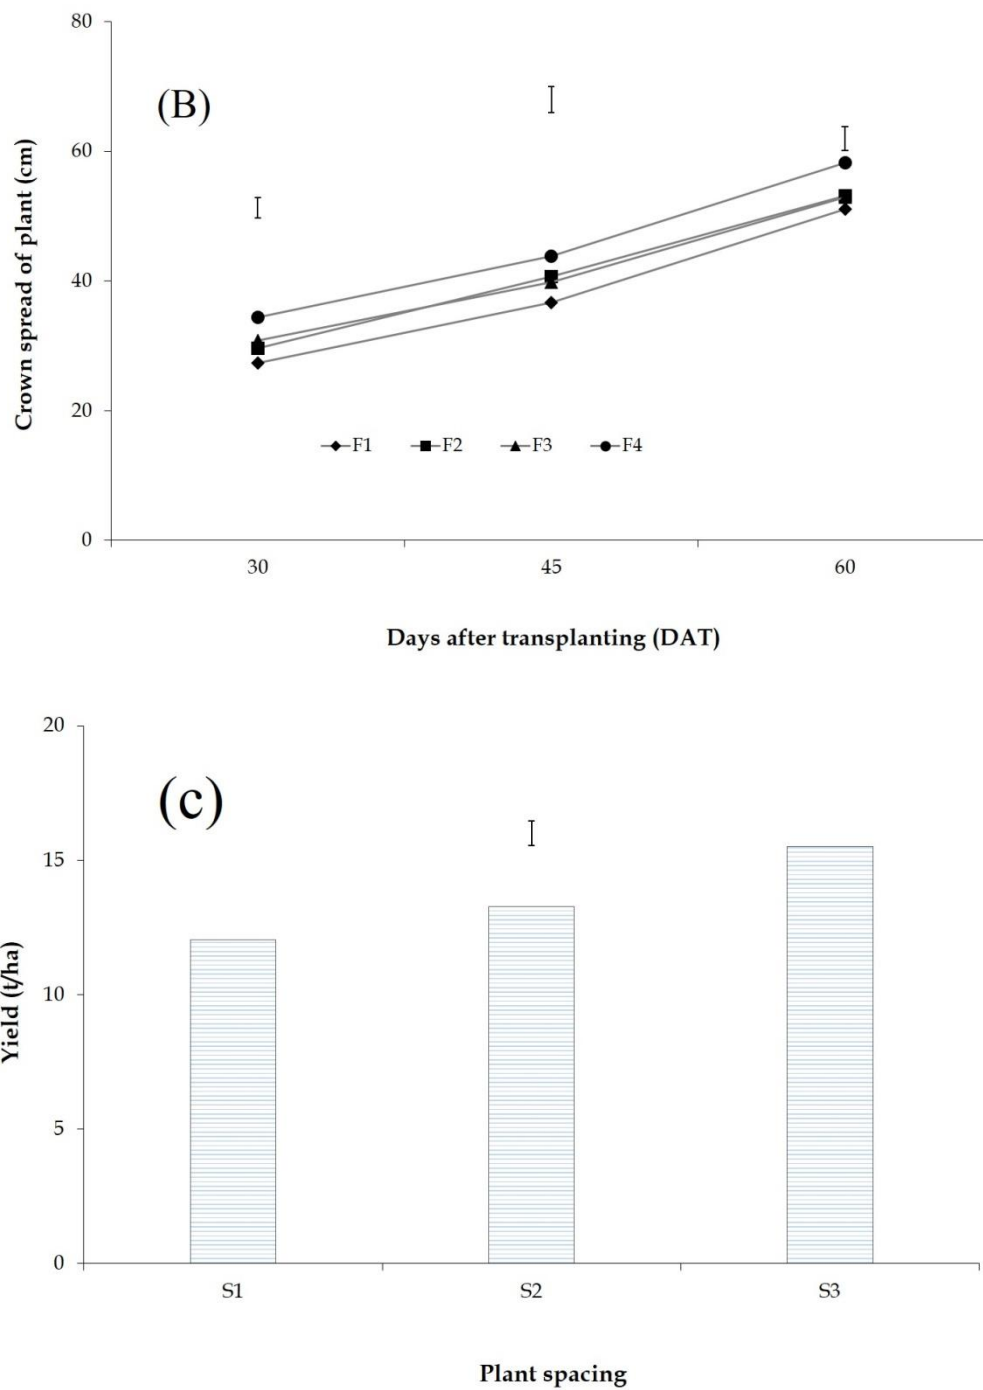 80
(B)
60
40
20
0
Crown spread of plant (cm)
F1 F2 F3 F4
30 45 60
Days after transplanting (DAT)
20
(c)
15
10
5
0
Yield (t/ha)
S1 S2 S3
Plant spacing